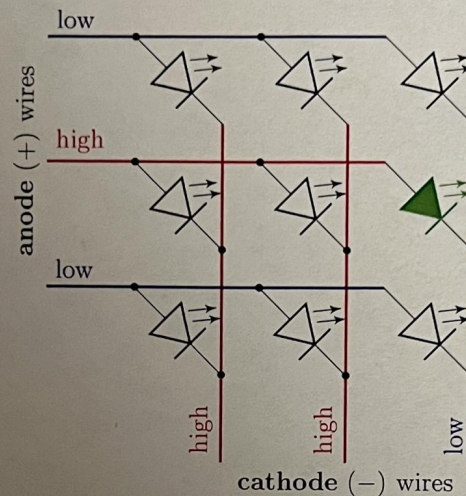 low
high
low
anode (+) wires
high
high
low
cathode (−) wires